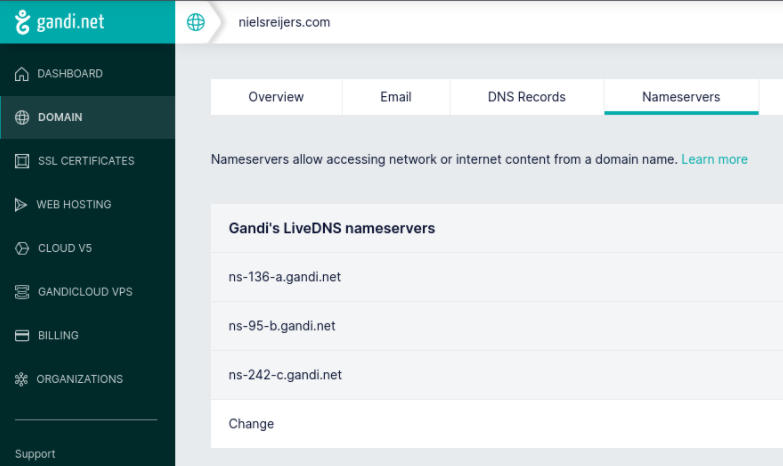 gandi.net
nielsreijers.com
DASHBOARD
DOMAIN
SSL CERTIFICATES
WEB HOSTING
CLOUD V5
GANDICLOUD VPS
BILLING
ORGANIZATIONS
Support
Overview
Email
DNS Records
Nameservers
Nameservers allow accessing network or internet content from a domain name. Learn more
Gandi's LiveDNS nameservers
ns-136-a.gandi.net
ns-95-b.gandi.net
ns-242-c.gandi.net
Change